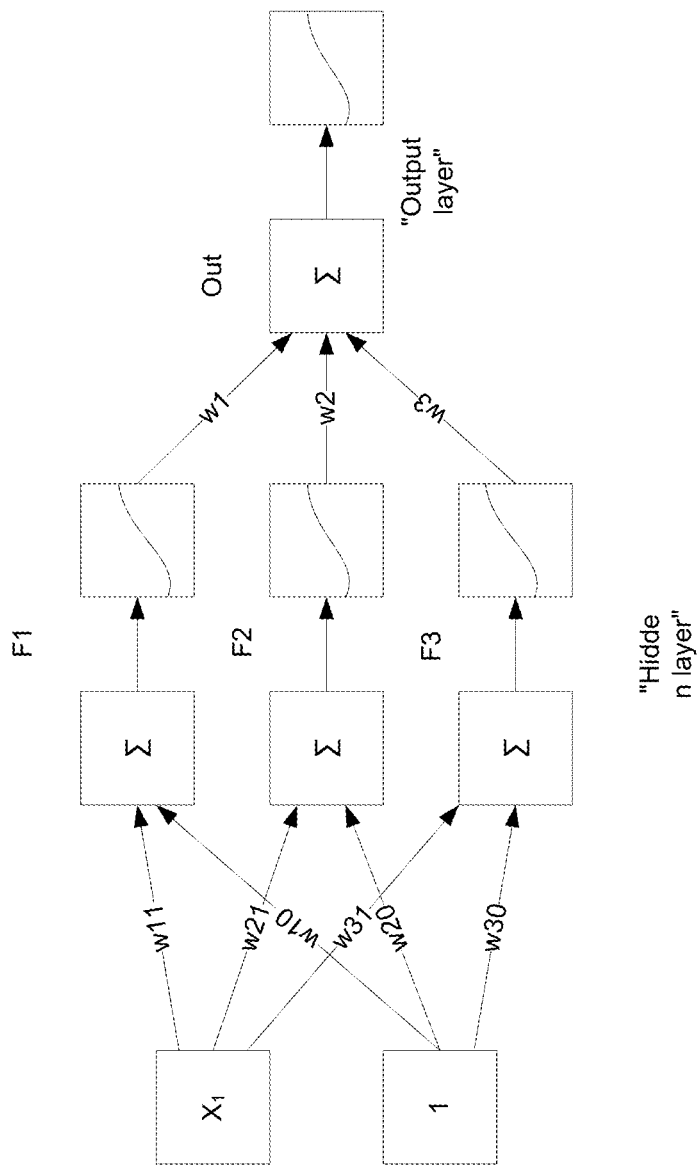 X1
1
w11
w21
w10
w31
w20
w30
Σ
Σ
Σ
F1
F2
F3
"Hidde
n layer"
w1
w2
w3
Out
Σ
"Output
layer"